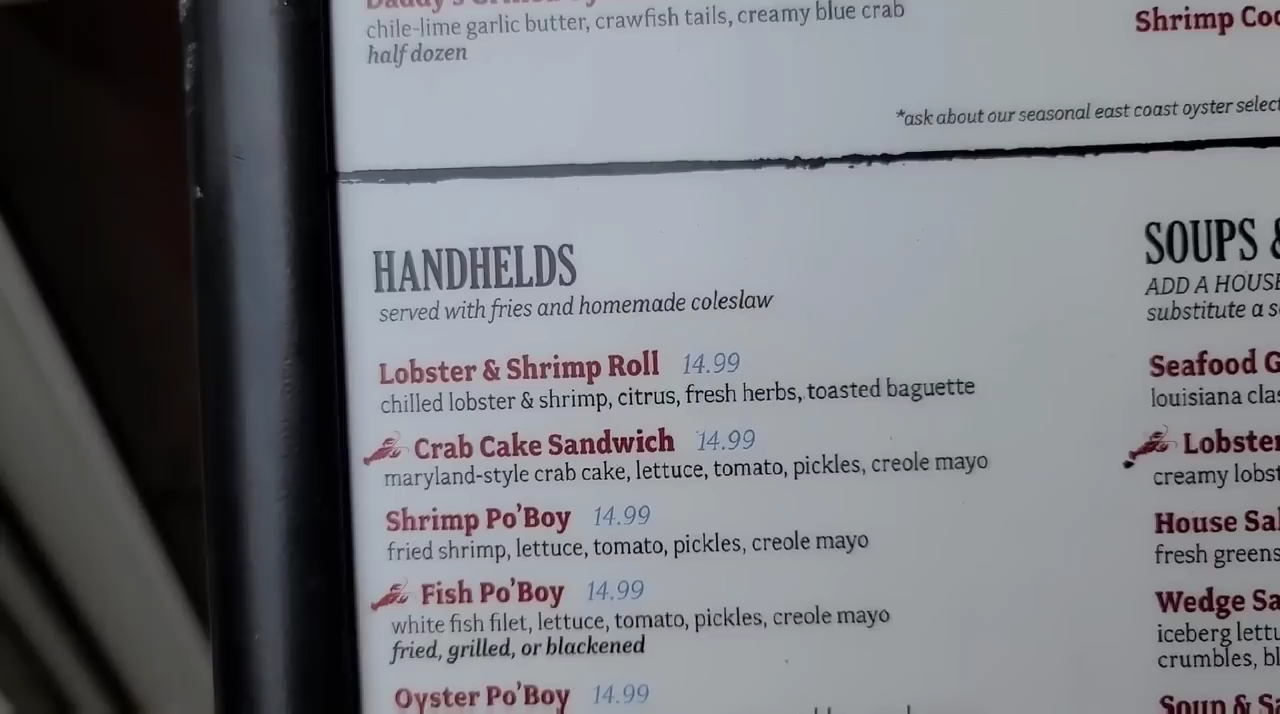 chile-lime garlic butter, crawfish tails, creamy blue crab
half dozen
Shrimp
*ask about our seasonal east coast oyster
HANDHELDS
served with fries and homemade coleslaw
Lobster & Shrimp Roll 14.99
chilled lobster & shrimp, citrus, fresh herbs, toasted baguette
Crab Cake Sandwich 14.99
maryland-style crab cake, lettuce, tomato, pickles, creole mayo
Shrimp Po'Boy 14.99
fried shrimp, lettuce, tomato, pickles, creole mayo
Fish Po'Boy 14.99
white fish filet, lettuce, tomato, pickles, creole mayo
fried, grilled, or blackened
Oyster Po'Boy 14.99
SOUPS &
ADD A HOUSE
substitute a
Seafood
louisiana
Lobster
creamy
House
fresh greens
Wedge
iceberg
crumbles,
Soup &